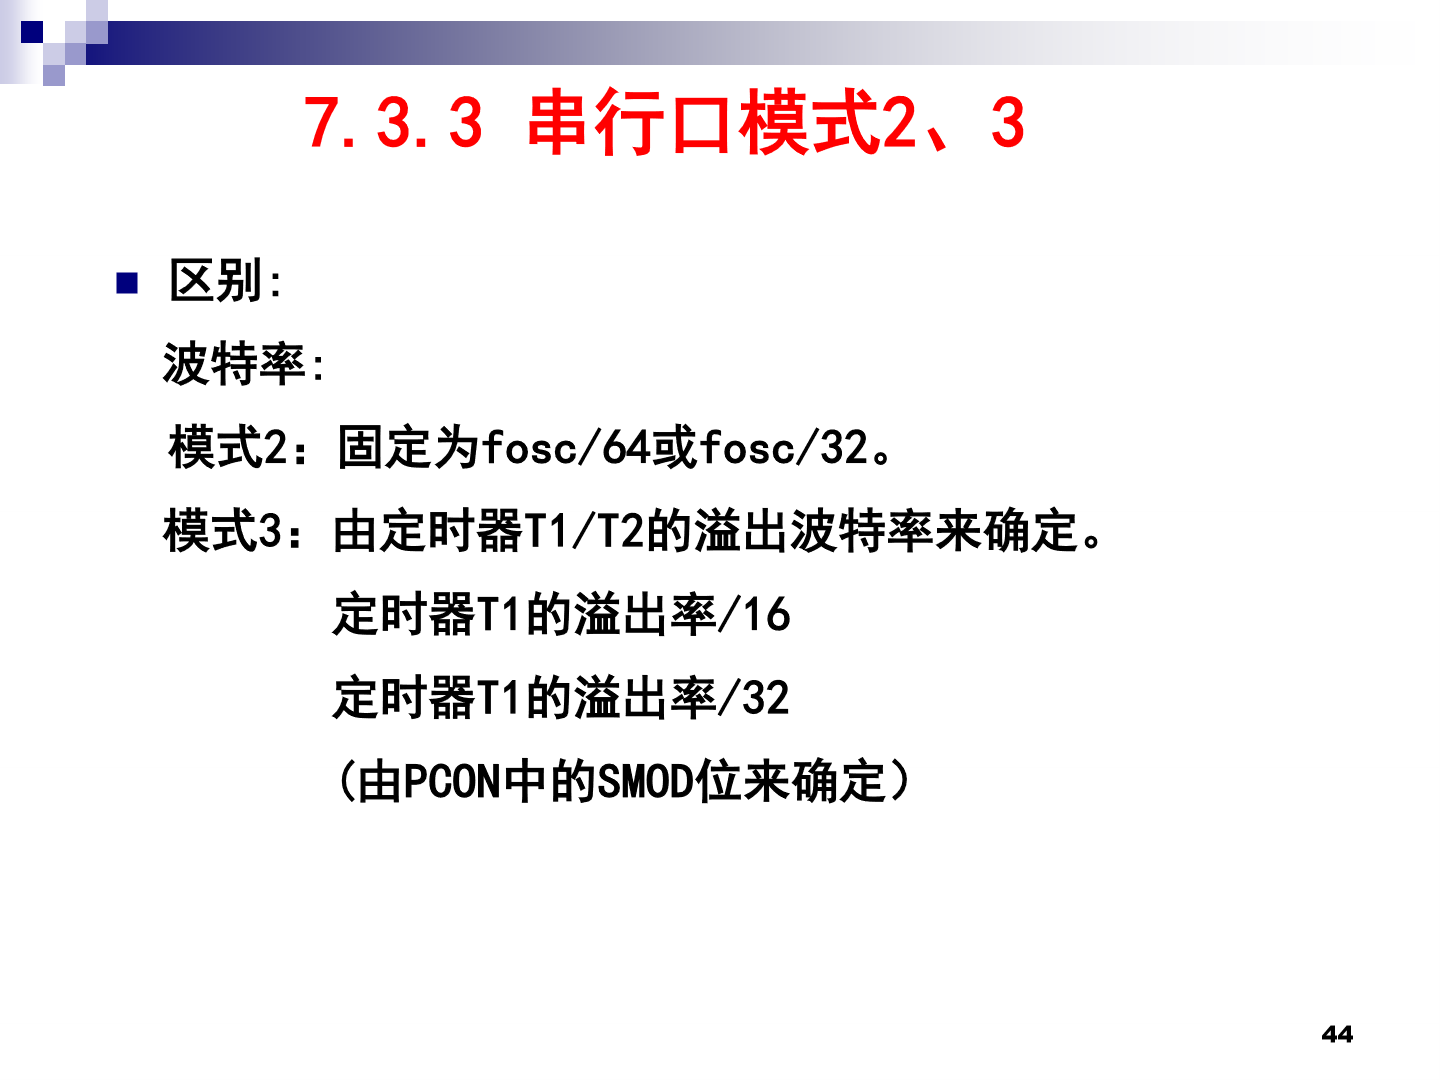 7.3.3 串行口模式2、3
区别:
波特率:
模式2：固定为fosc/64或fosc/32。
模式3：由定时器T1/T2的溢出波特率来确定。
定时器T1的溢出率/16
定时器T1的溢出率/32
(由PCON中的SMOD位来确定）
44